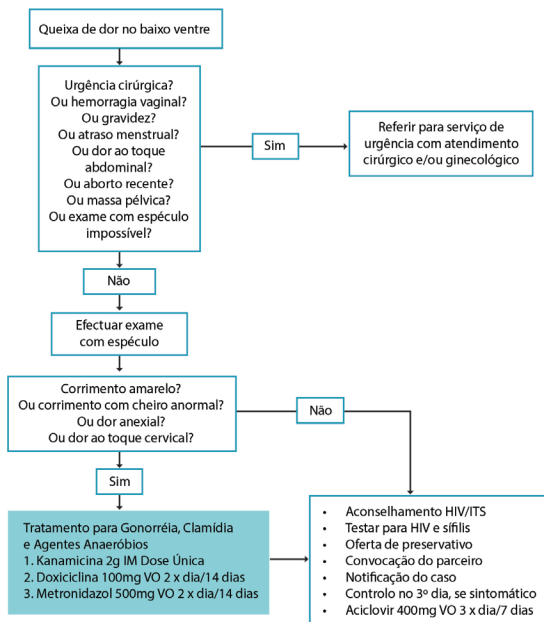 Queixa de dor no baixo ventre
Urgência cirúrgica?
Ou hemorragia vaginal?
Ou gravidez?
Ou atraso menstrual?
Ou dor ao toque
abdominal?
Ou aborto recente?
Ou massa pélvica?
Ou exame com espéculo
impossível?
Sim
Referir para serviço de
urgência com atendimento
cirúrgico e/ou ginecológico
Não
Efectuar exame
com espéculo
Corrimento amarelo?
Ou corrimento com cheiro anormal?
Ou dor anexial?
Ou dor ao toque cervical?
Não
Sim
Tratamento para Gonorréia, Clamídia
e Agentes Anaeróbios
1. Kanamicina 2g IM Dose Única
2. Doxiciclina 100mg VO 2 x dia/14 dias
3. Metronidazol 500mg VO 2 x dia/14 dias
• Aconselhamento HIV/ITS
• Testar para HIV e sífilis
• Oferta de preservativo
• Convocação do parceiro
• Notificação do caso
• Controlo no 3º dia, se sintomático
• Aciclovir 400mg VO 3 x dia/7 dias